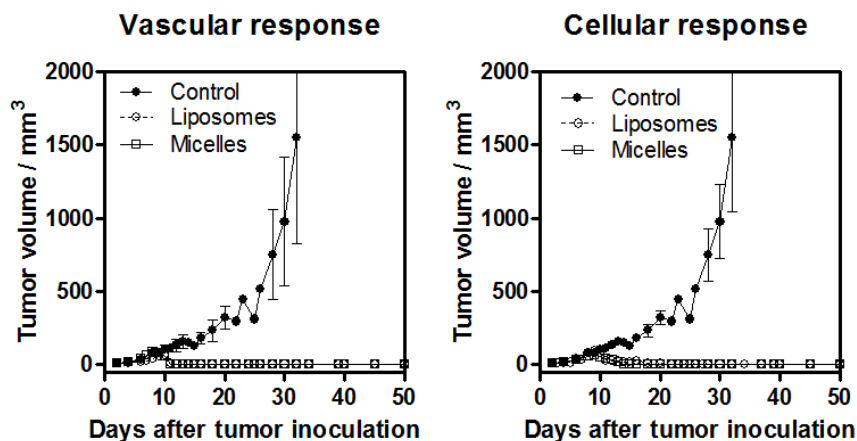 Vascular response
2000
1500
1000
500
0
Tumor volume / mm³
Control
Liposomes
Micelles
0 10 20 30 40 50
Days after tumor inoculation
Cellular response
2000
1500
1000
500
0
Tumor volume / mm³
Control
Liposomes
Micelles
0 10 20 30 40 50
Days after tumor inoculation